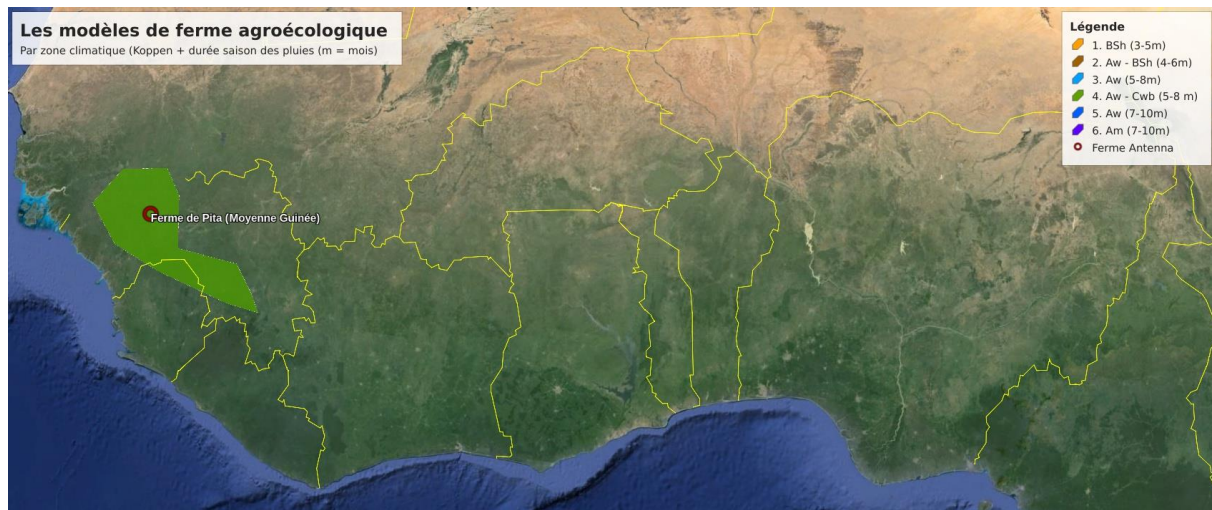 Les modèles de ferme agroécologique
Par zone climatique (Koppen + durée saison des pluies (m = mois)
Légende
1. BSh (3-5m)
2. Aw - BSh (4-6m)
3. Aw (5-8m)
4. Aw - Cwb (5-8 m)
5. Aw (7-10m)
6. Am (7-10m)
Ferme Antenna
Ferme de Pita (Moyenne Guinée)